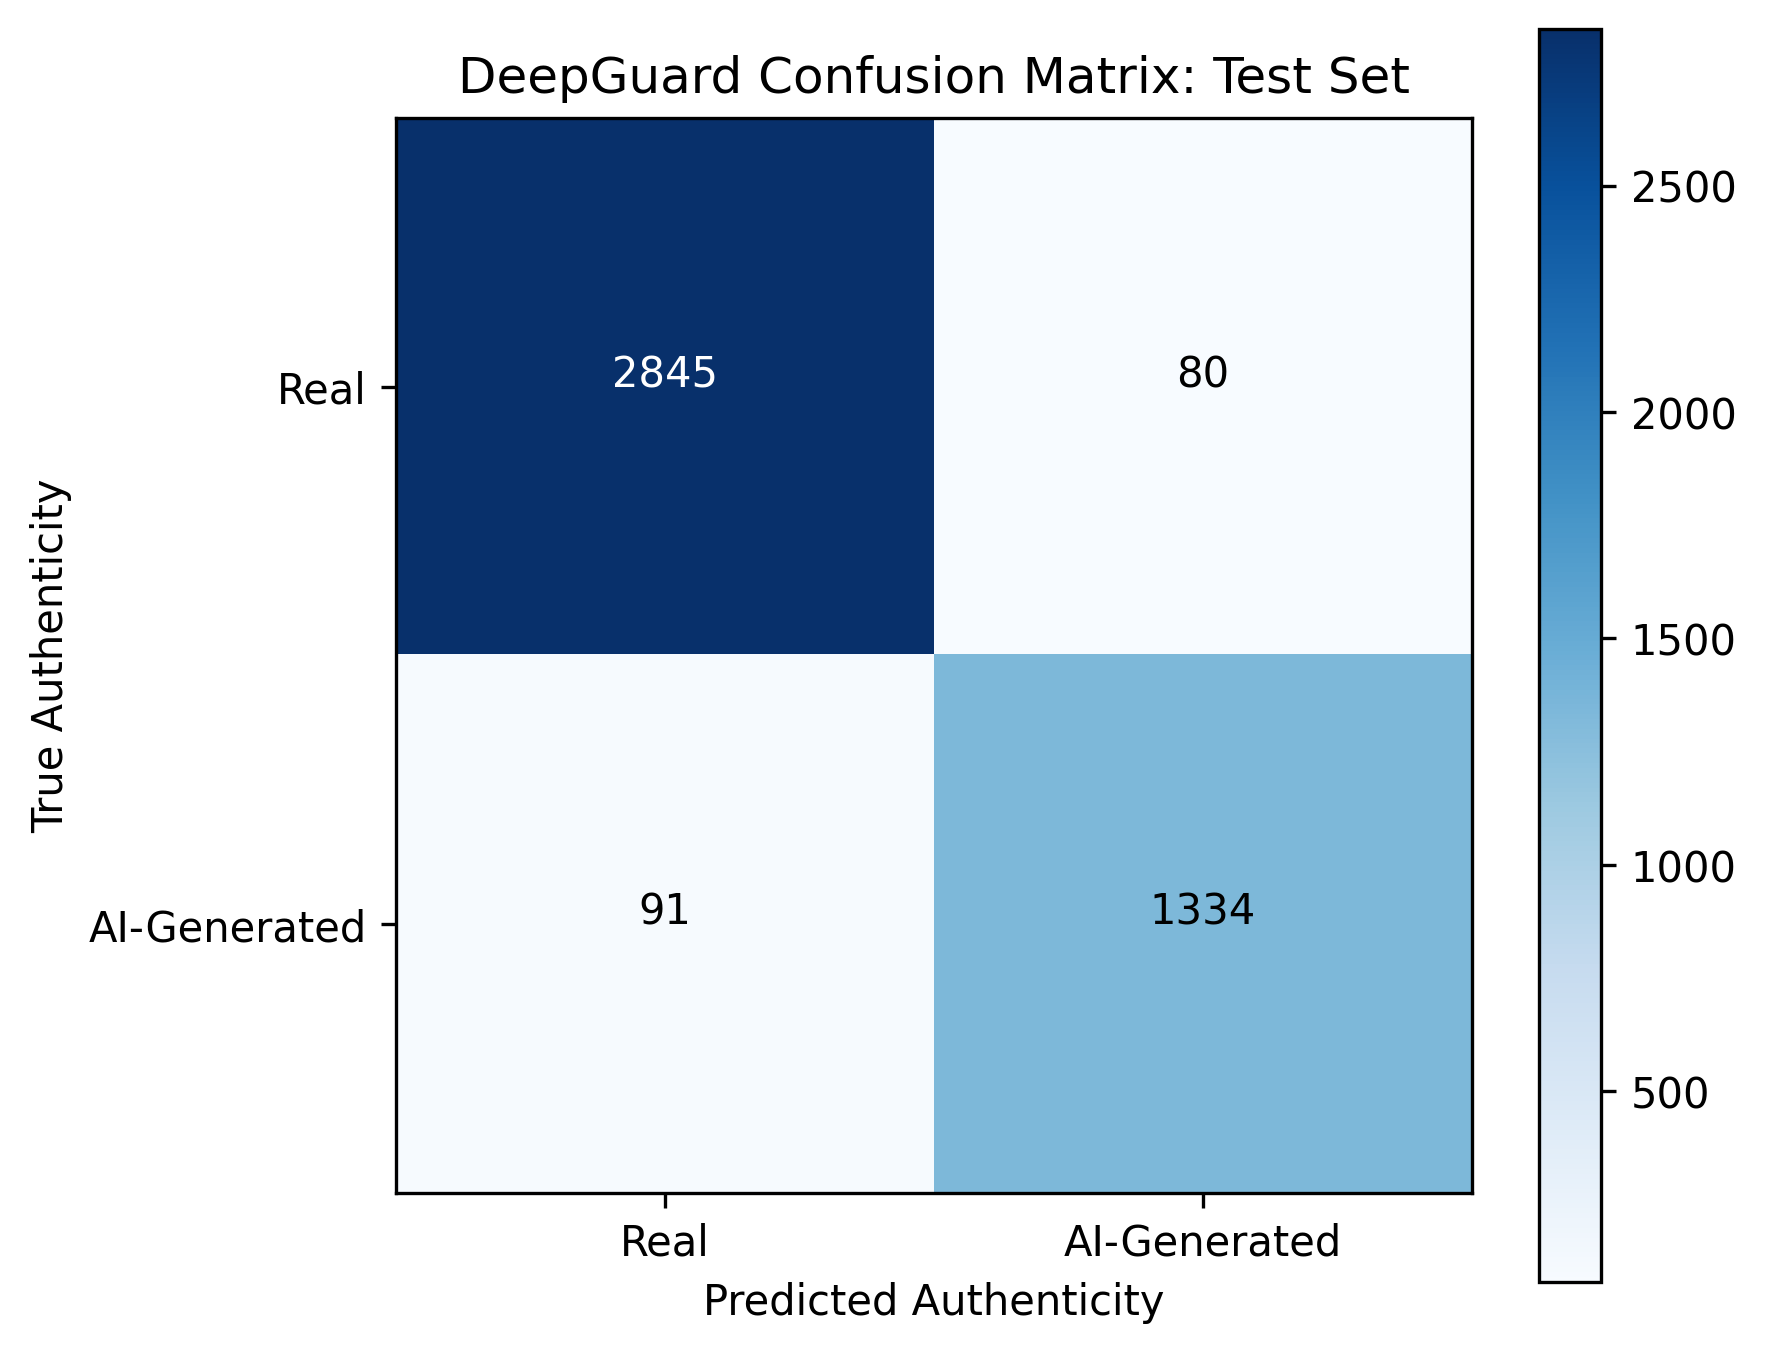 DeepGuard Confusion Matrix: Test Set
True Authenticity
Real
AI-Generated
2845
80
91
1334
Real
AI-Generated
Predicted Authenticity
2500
2000
1500
1000
500